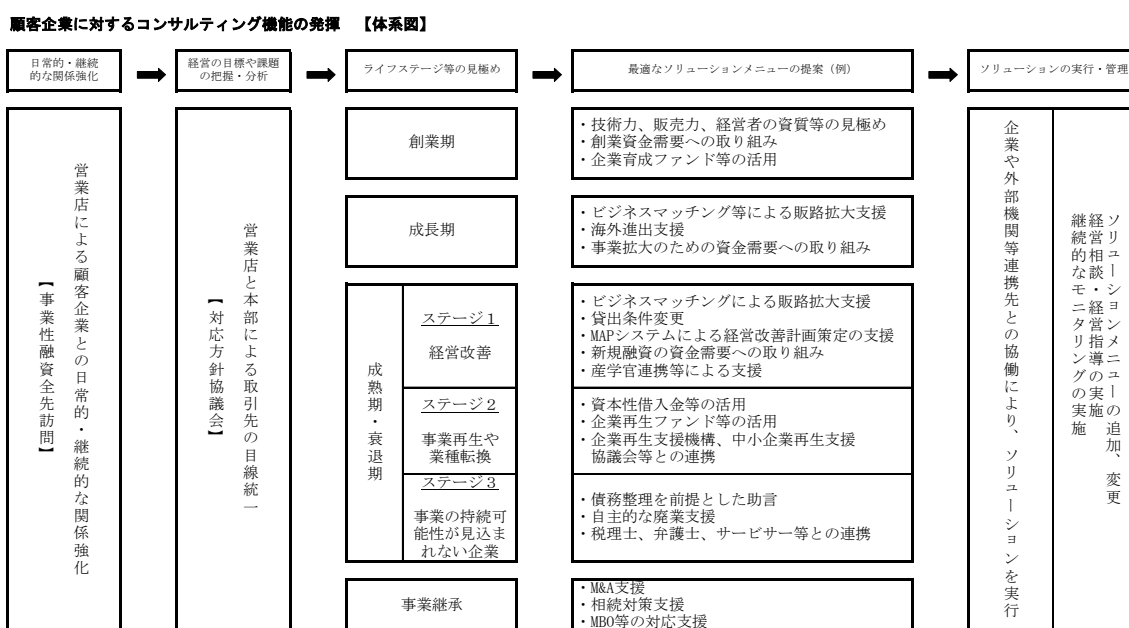 顧客企業に対するコンサルティング機能の発揮　【体系図】
日常的・継続
的な関係強化
経営の目標や課題
の把握・分析
ライフステージ等の見極め
最適なソリューションメニューの提案（例）
ソリューションの実行・管理
営業店による顧客企業との日常的・継続的な関係強化
【事業性融資全先訪問】
営業店と本部による取引先の目線統一
【対応方針協議会】
創業期
・技術力、販売力、経営者の資質等の見極め
・創業資金需要への取り組み
・企業育成ファンド等の活用
成長期
・ビジネスマッチング等による販路拡大支援
・海外進出支援
・事業拡大のための資金需要への取り組み
成熟期・衰退期
ステージ１
経営改善
・ビジネスマッチングによる販路拡大支援
・貸出条件変更
・MAPシステムによる経営改善計画策定の支援
・新規融資の資金需要への取り組み
・産学官連携等による支援
ステージ２
事業再生や
業種転換
・資本性借入金等の活用
・企業再生ファンド等の活用
・企業再生支援機構、中小企業再生支援
協議会等との連携
ステージ３
事業の持続可
能性が見込ま
れない企業
・債務整理を前提とした助言
・自主的な廃業支援
・税理士、弁護士、サービサー等との連携
事業継承
・M&A支援
・相続対策支援
・MBO等の対応支援
企業や外部機関等連携先との協働により、ソリューションを実行
ソリューションメニューの追加、変更
経営相談・経営指導の実施
継続的なモニタリングの実施